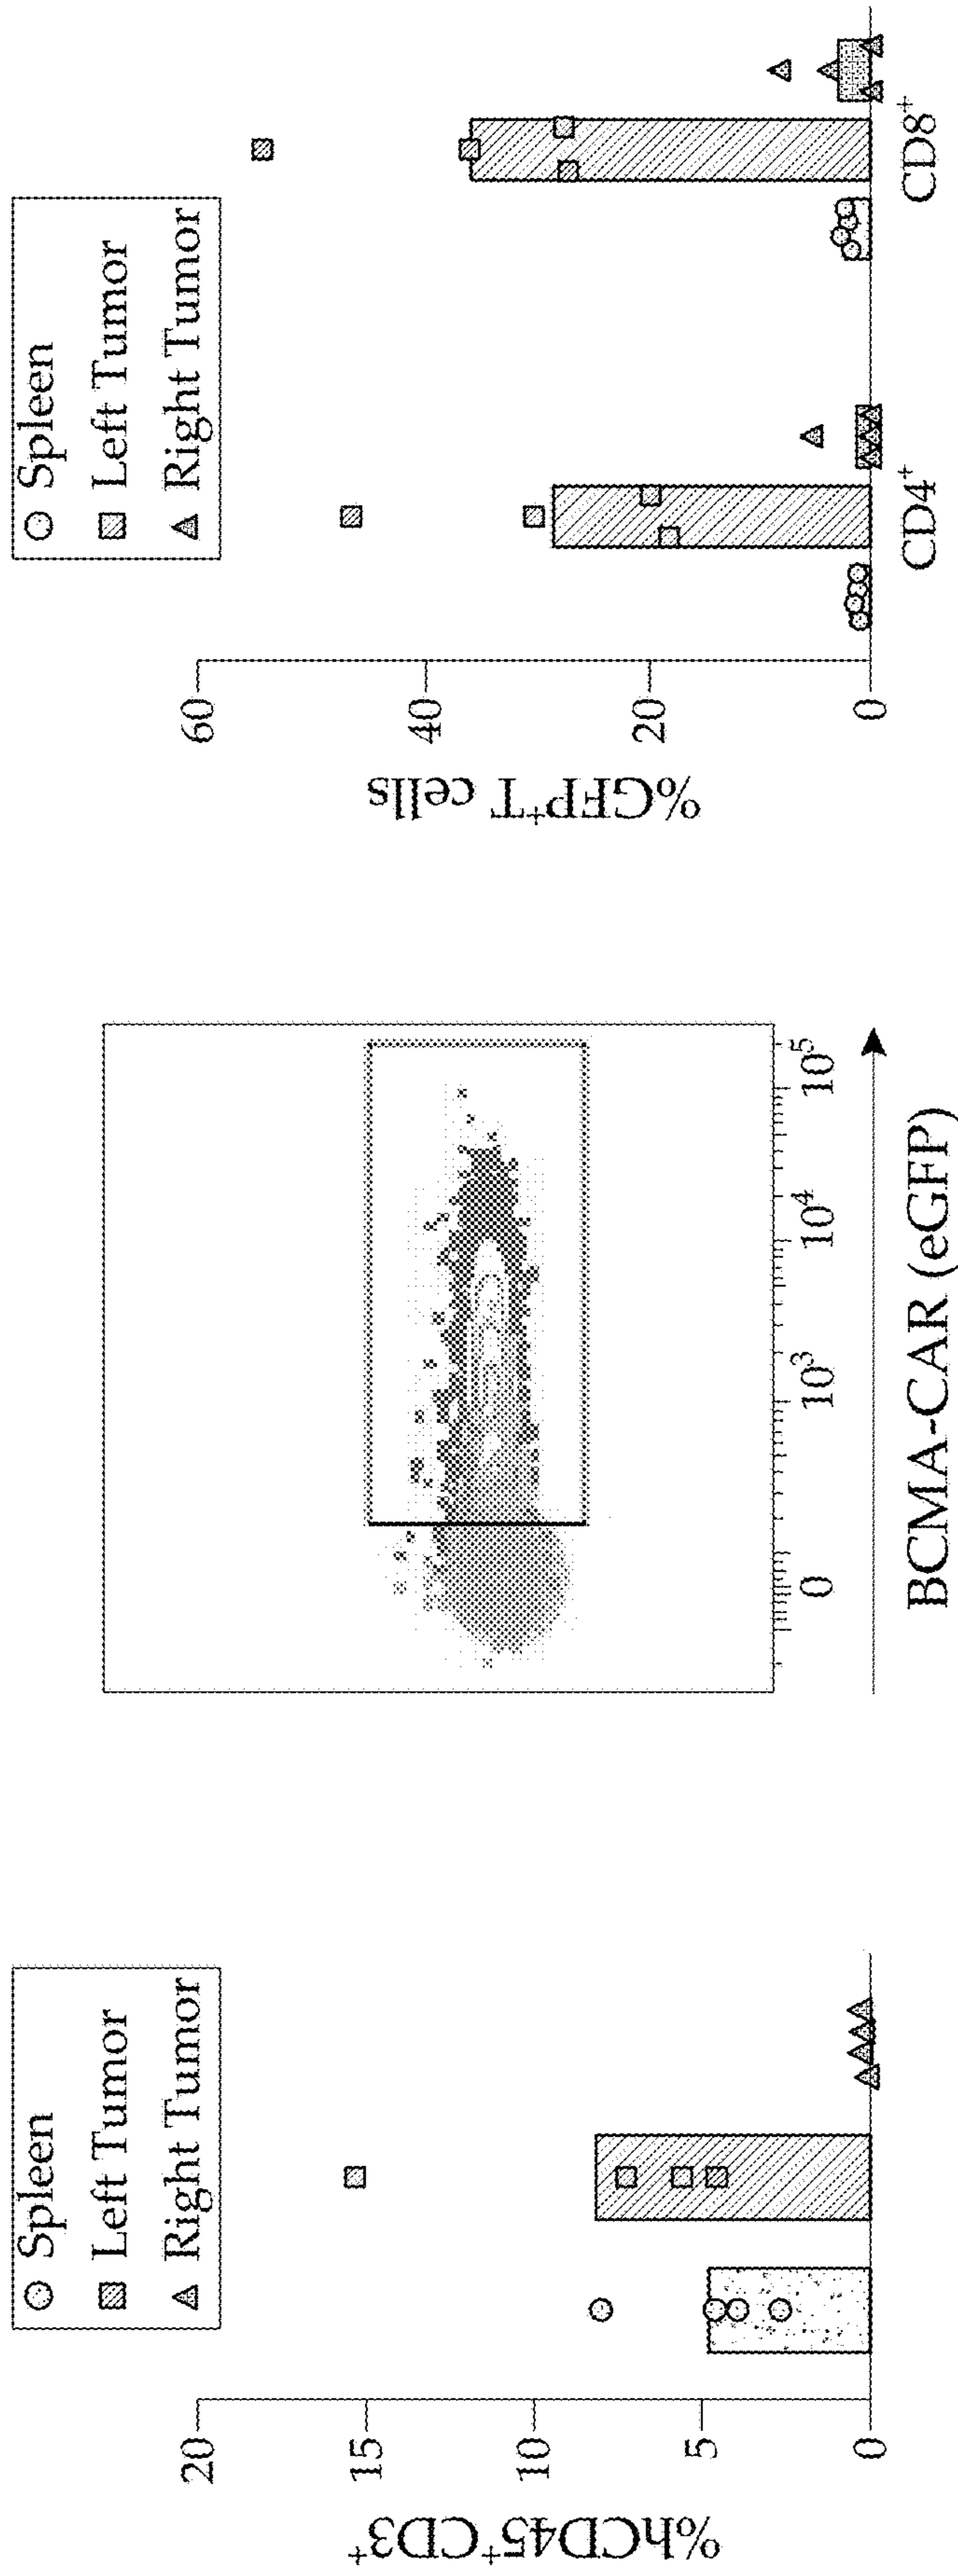 Spleen
Left Tumor
Right Tumor
%hCD45⁺CD3⁺
20
15
10
5
0
0
10³
10⁴
10⁵
BCMA-CAR (eGFP)
Spleen
Left Tumor
Right Tumor
%GFP⁺T cells
60
40
20
0
CD4⁺
CD8⁺